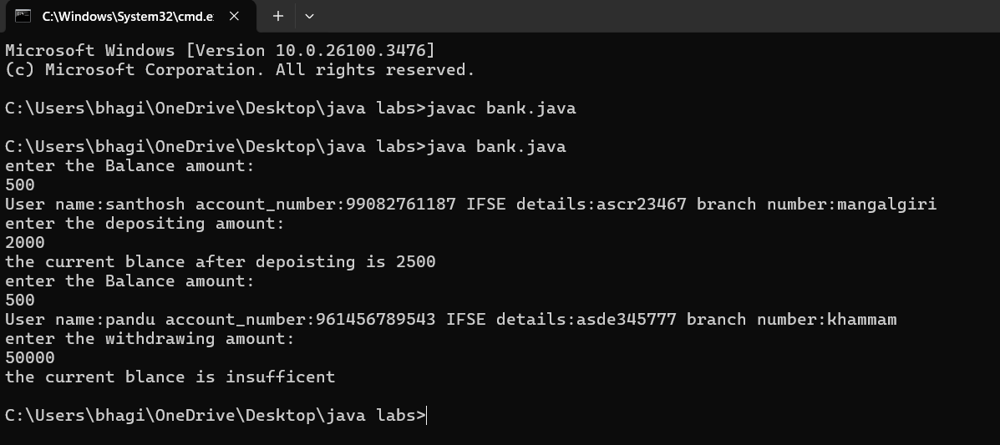 C:\Windows\System32\cmd.e
Microsoft Windows [Version 10.0.26100.3476]
(c) Microsoft Corporation. All rights reserved.
C:\Users\bhagi\OneDrive\Desktop\java labs>javac bank.java
C:\Users\bhagi\OneDrive\Desktop\java labs>java bank.java
enter the Balance amount:
500
User name:santhosh account_number:99082761187 IFSE details:ascr23467 branch number:mangalgiri
enter the depositing amount:
2000
the current blance after depoisting is 2500
enter the Balance amount:
500
User name:pandu account_number:961456789543 IFSE details:asde345777 branch number:khammam
enter the withdrawing amount:
50000
the current blance is insufficent
C:\Users\bhagi\OneDrive\Desktop\java labs>